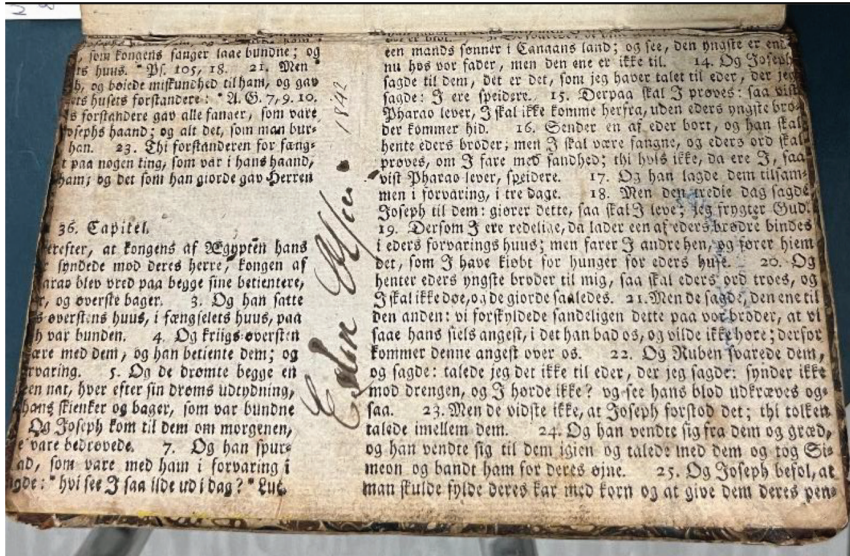 som kongens fanger laae bundne; og
ts huus. *Ps. 105, 18. 21. Men
b, og boiede miskundhed til ham, og gav
ts husets forstandere: *A. G. 7, 9. 10.
s forstandere gav alle fanger, som vare
osephs haand; og alt det, som man bur-
han. 23. Thi forstanderen for fæng-
t paa nogen ting, som var i hans haand,
ham; og det som han giorde gav Herren
36. Capitel.
erefter, at kongens af Ægypten hans
syndede mod deres herre, kongen af
arao blev vred paa begge sine betientere,
r, og øverste bager. 3. Og han satte
øverstens huus, i fængselets huus, paa
h var bunden. 4. Og kriigs-øversten
ære med dem, og han betiente dem; og
rvaring. 5. Og de drømte begge en
een nat, hver efter sin drøms udtydning,
hans skienker og bager, som var bundne
Og Joseph kom til dem om morgenen,
e vare bedrøvede. 7. Og han spur-
ad, som vare med ham i forvaring i
igde: *hvi see I saa ilde ud i dag? *Luc.
1842
een mands sønner i Canaans land; og see, den yngste er end-
nu hos vor fader, men den ene er ikke til. 14. Og Joseph
sagde til dem, det er det, som jeg haver talet til eder, der jeg
sagde: I ere speidere. 15. Derpaa skal I prøves: saa vist
Pharao lever, I skal ikke komme herfra, uden eders yngste bro-
der kommer hid. 16. Sender en af eder bort, og han skal
hente eders broder; men I skal være fangne, og eders ord skal
prøves, om I fare med sandhed; thi hvis ikke, da ere I, saa
vist Pharao lever, speidere. 17. Og han lagde dem tilsam-
men i forvaring, i tre dage. 18. Men den tredie dag sagde
Joseph til dem: giører dette, saa skal I leve; jeg frygter Gud.
19. Dersom I ere redelige, da lader een af eders brødre bindes
i eders forvarings huus; men farer I andre hen, og fører hiem
det, som I have kiøbt for hunger for eders huse. 20. Og
henter eders yngste broder til mig, saa skal eders ord troes, og
I skal ikke døe, og de giorde saaledes. 21. Men de sagde, den ene til
den anden: vi forskyldede sandeligen dette paa vor broder, at vi
saae hans siels angest, i det han bad os, og vilde ikke høre; derfor
kommer denne angest over os. 22. Og Ruben svarede dem,
og sagde: talede jeg det ikke til eder, der jeg sagde: synder ikke
mod drengen, og I hørde ikke? og see hans blod udkræves og-
saa. 23. Men de vidste ikke, at Joseph forstod det; thi tolken
talede imellem dem. 24. Og han vendte sig fra dem og græd,
og han vendte sig til dem igien og talede med dem og tog Si-
meon og bandt ham for deres øjne. 25. Og Joseph befol, at
man skulde fylde deres kar med korn og at give dem deres pen-